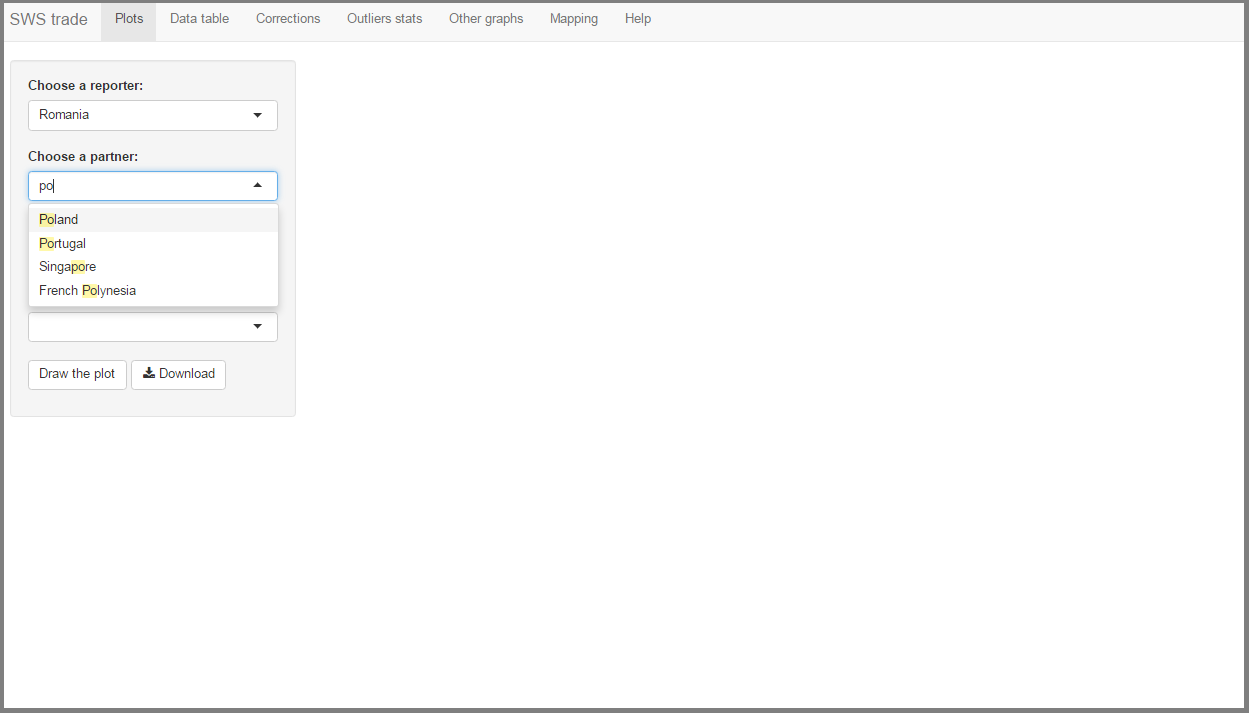 SWS trade Plots Data table Corrections Outliers stats Other graphs Mapping Help
Choose a reporter:
Romania
Choose a partner:
po
Poland
Portugal
Singapore
French Polynesia
Draw the plot Download